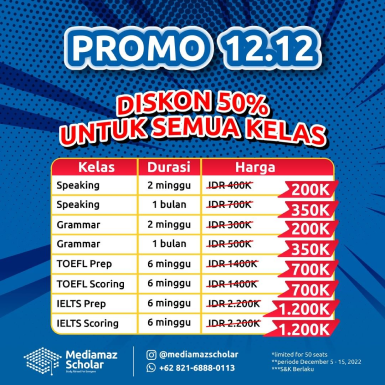 PROMO 12.12
DISKON 50%
UNTUK SEMUA KELAS
Kelas Durasi Harga
Speaking 2 minggu IDR 400K 200K
Speaking 1 bulan IDR 700K 350K
Grammar 2 minggu IDR 300K 200K
Grammar 1 bulan IDR 500K 350K
TOEFL Prep 6 minggu IDR 1400K 700K
TOEFL Scoring 6 minggu IDR 1400K 700K
IELTS Prep 6 minggu IDR 2.200K 1.200K
IELTS Scoring 6 minggu IDR 2.200K 1.200K
Mediamaz
Scholar
@mediamazscholar
+62 821-6888-0113
*limited for 50 seats
**periode December 5 - 15, 2022
***S&K Berlaku